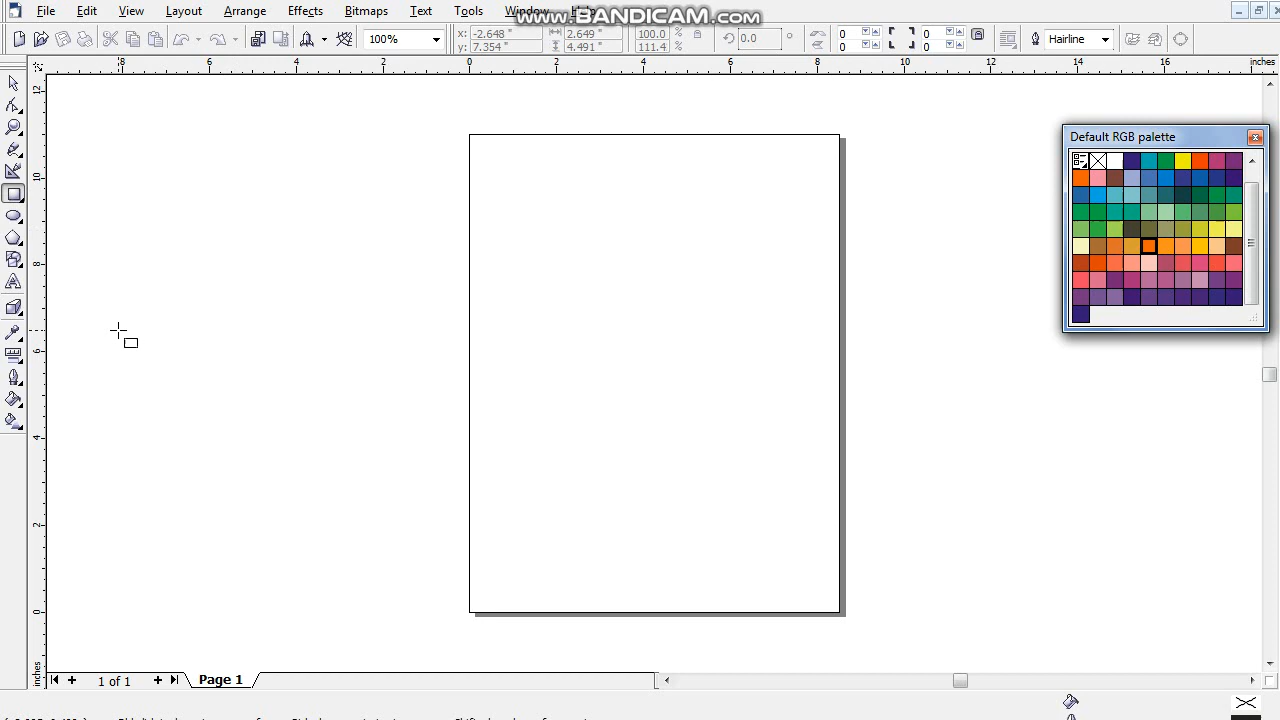 File Edit View Layout Arrange Effects Bitmaps Text Tools Window
www.BANDICAM.com
100% x: -2.648 " 2.649 " 100.0 % 0.0 ° 0 0 Hairline
y: 7.354 " 4.491 " 111.4 % 0 0
8 6 4 2 0 2 4 6 8 10 12 14 16 inches
12
10
8
6
4
2
0
inches
Default RGB palette
1 of 1 Page 1